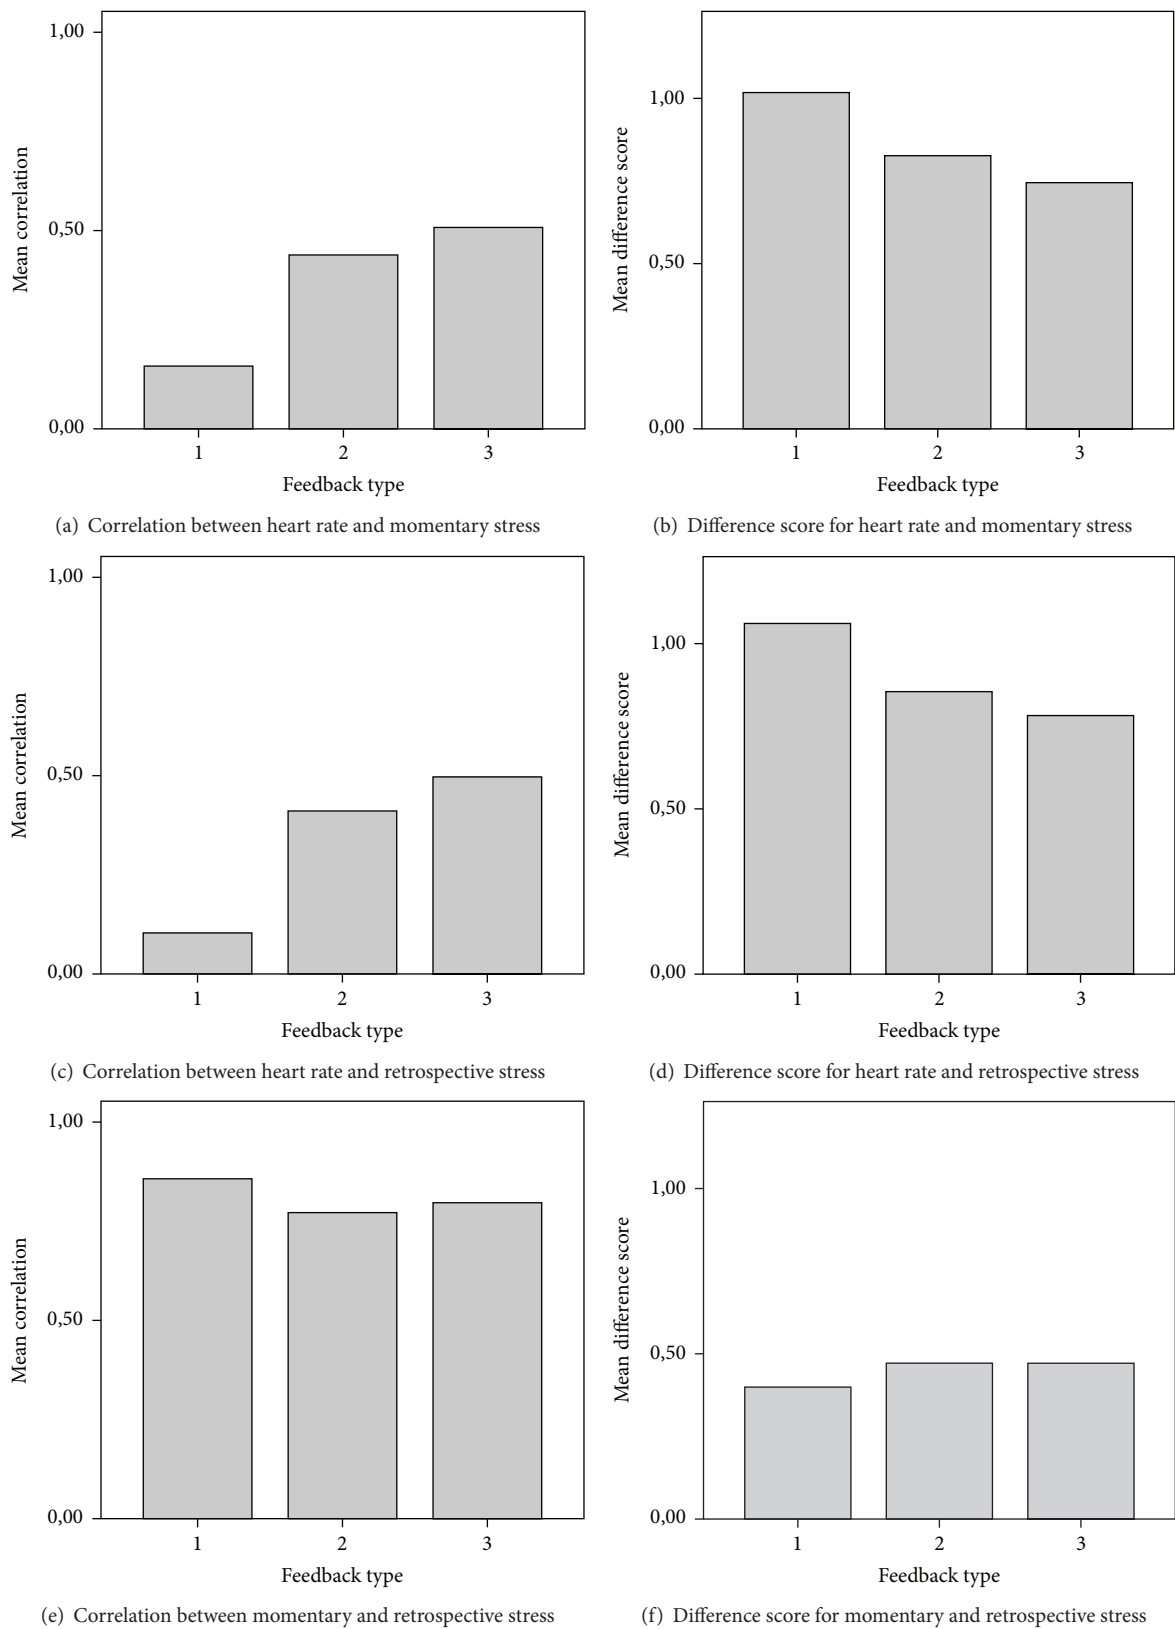 1,00
0,50
0,00
Mean correlation
1
2
3
Feedback type
(a) Correlation between heart rate and momentary stress
1,00
0,50
0,00
Mean difference score
1
2
3
Feedback type
(b) Difference score for heart rate and momentary stress
1,00
0,50
0,00
Mean correlation
1
2
3
Feedback type
(c) Correlation between heart rate and retrospective stress
1,00
0,50
0,00
Mean difference score
1
2
3
Feedback type
(d) Difference score for heart rate and retrospective stress
1,00
0,50
0,00
Mean correlation
1
2
3
Feedback type
(e) Correlation between momentary and retrospective stress
1,00
0,50
0,00
Mean difference score
1
2
3
Feedback type
(f) Difference score for momentary and retrospective stress